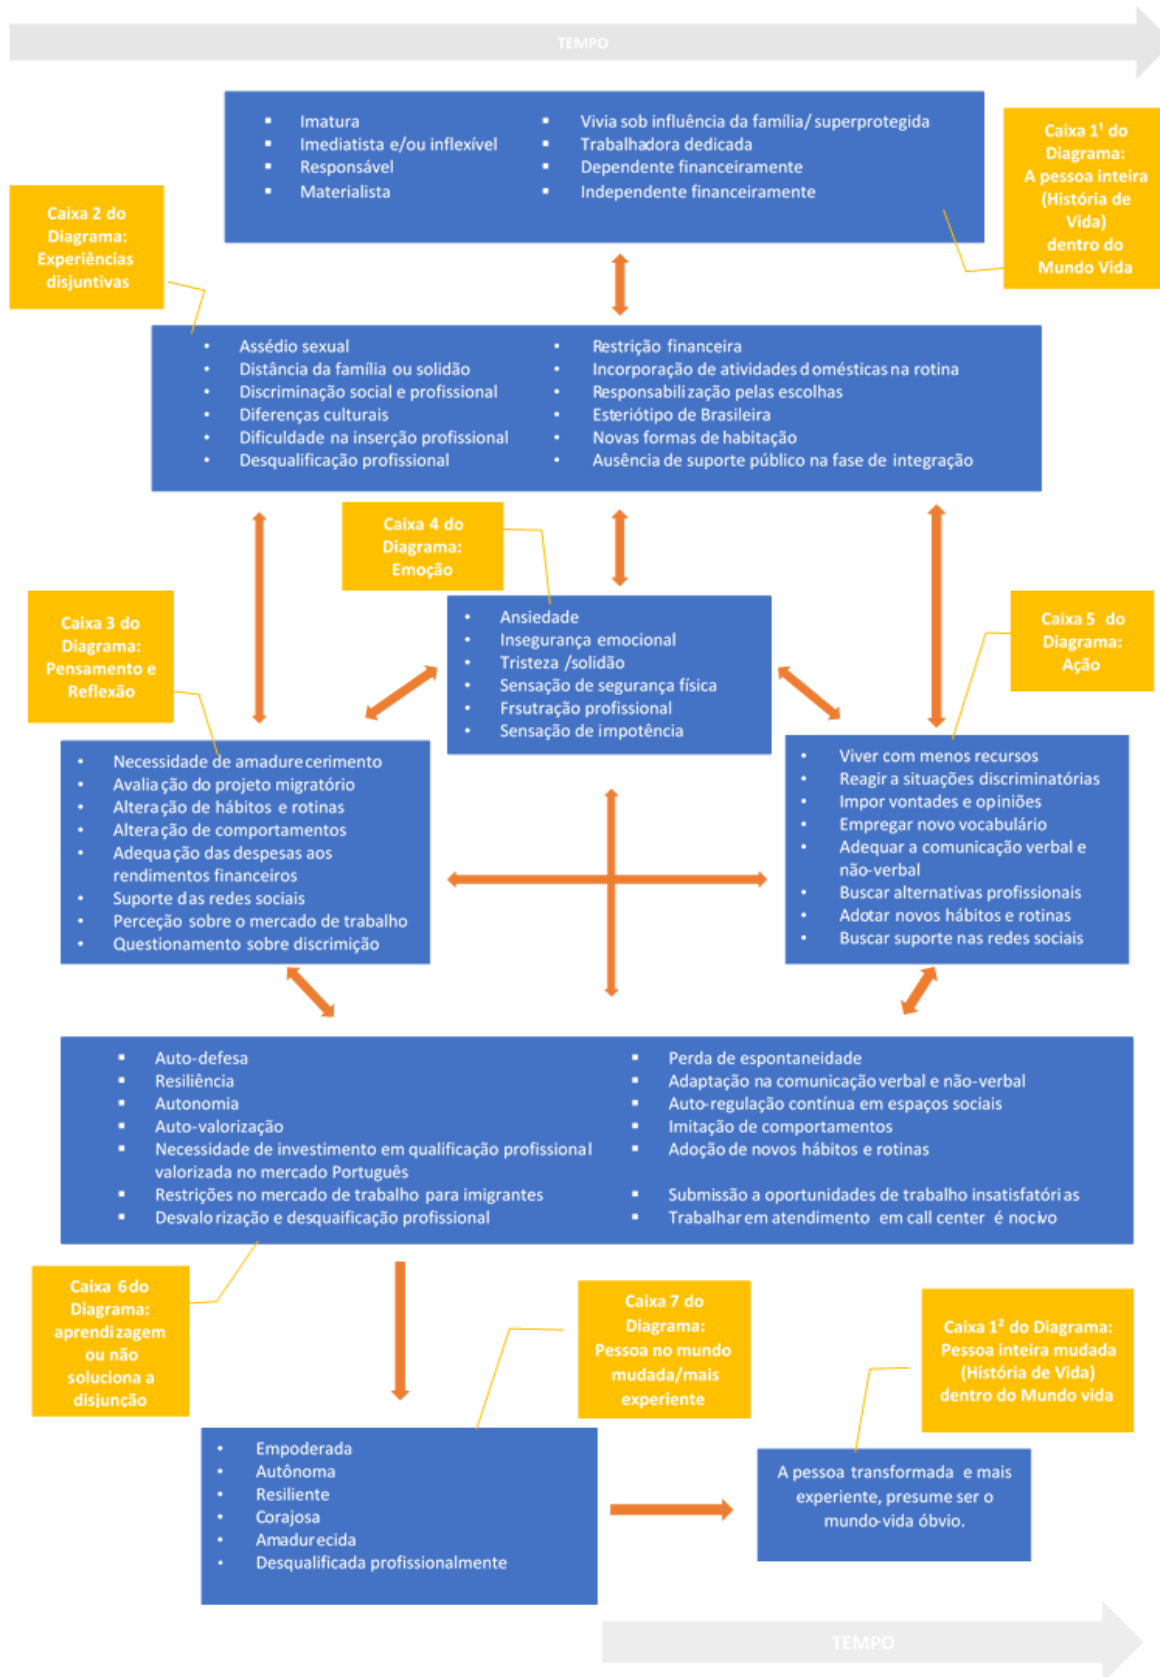 TEMPO
Imatura
Imediatista e/ou inflexível
Responsável
Materialista
Vivia sob influência da família/ superprotegida
Trabalhadora dedicada
Dependente financeiramente
Independente financeiramente
Caixa 1¹ do
Diagrama:
A pessoa inteira
(História de
Vida)
dentro do
Mundo Vida
Caixa 2 do
Diagrama:
Experiências
disjuntivas
Assédio sexual
Distância da família ou solidão
Discriminação social e profissional
Diferenças culturais
Dificuldade na inserção profissional
Desqualificação profissional
Restrição financeira
Incorporação de atividades domésticas na rotina
Responsabilização pelas escolhas
Esteriótipo de Brasileira
Novas formas de habitação
Ausência de suporte público na fase de integração
Caixa 4 do
Diagrama:
Emoção
Ansiedade
Insegurança emocional
Tristeza /solidão
Sensação de segurança física
Frsutração profissional
Sensação de impotência
Caixa 3 do
Diagrama:
Pensamento e
Reflexão
Caixa 5 do
Diagrama:
Ação
Necessidade de amadurecerimento
Avaliação do projeto migratório
Alteração de hábitos e rotinas
Alteração de comportamentos
Adequação das despesas aos
rendimentos financeiros
Suporte das redes sociais
Perceção sobre o mercado de trabalho
Questionamento sobre discrimição
Viver com menos recursos
Reagir a situações discriminatórias
Impor vontades e opiniões
Empregar novo vocabulário
Adequar a comunicação verbal e
não-verbal
Buscar alternativas profissionais
Adotar novos hábitos e rotinas
Buscar suporte nas redes sociais
Auto-defesa
Resiliência
Autonomia
Auto-valorização
Necessidade de investimento em qualificação profissional
valorizada no mercado Português
Restrições no mercado de trabalho para imigrantes
Desvalorização e desquaificação profissional
Perda de espontaneidade
Adaptação na comunicação verbal e não-verbal
Auto-regulação contínua em espaços sociais
Imitação de comportamentos
Adoção de novos hábitos e rotinas
Submissão a oportunidades de trabalho insatisfatórias
Trabalhar em atendimento em call center é nocivo
Caixa 6 do
Diagrama:
aprendizagem
ou não
soluciona a
disjunção
Caixa 7 do
Diagrama:
Pessoa no mundo
mudada/mais
experiente
Caixa 1² do Diagrama:
Pessoa inteira mudada
(História de Vida)
dentro do Mundo vida
Empoderada
Autônoma
Resiliente
Corajosa
Amadurecida
Desqualificada profissionalmente
A pessoa transformada e mais
experiente, presume ser o
mundo-vida óbvio.
TEMPO